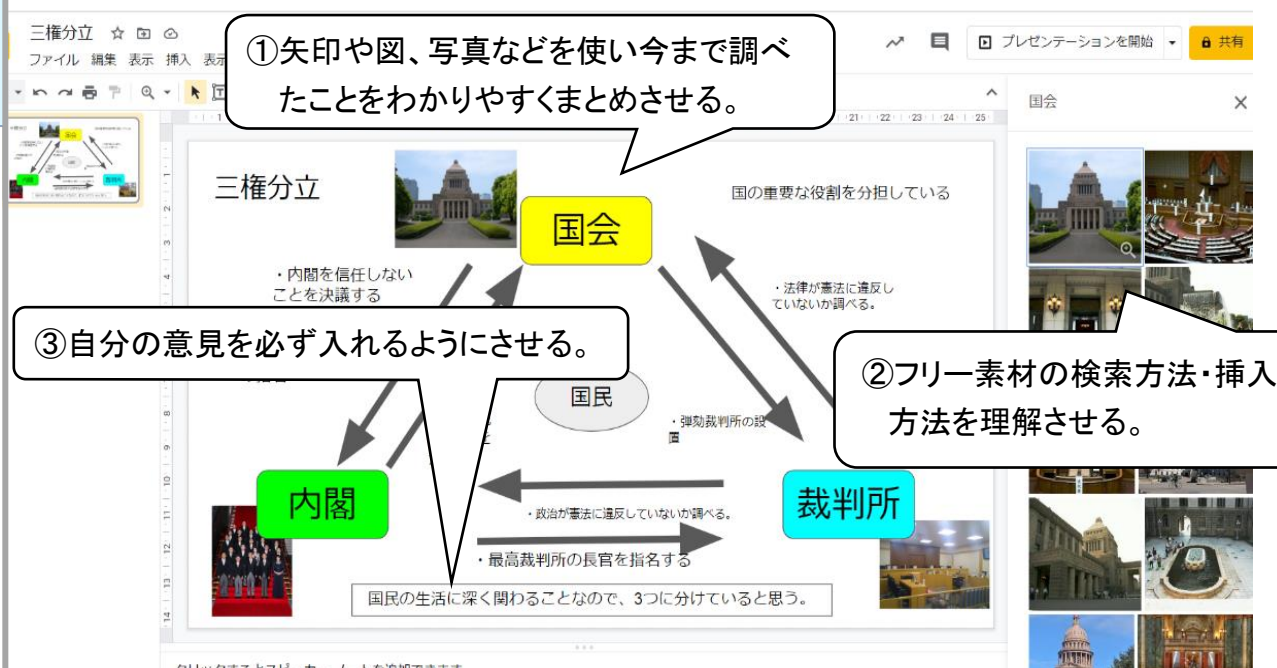 三権分立
ファイル 編集 表示 挿入 表示
プレゼンテーションを開始
共有
①矢印や図、写真などを使い今まで調べ
たことをわかりやすくまとめさせる。
国会
21 22 23 24 25
三権分立
国の重要な役割を分担している
国会
・内閣を信任しない
ことを決議する
・法律が憲法に違反し
ていないか調べる。
③自分の意見を必ず入れるようにさせる。
②フリー素材の検索方法・挿入
方法を理解させる。
国民
・弾劾裁判所の設
置
と
内閣
裁判所
・政治が憲法に違反していないか調べる。
・最高裁判所の長官を指名する
国民の生活に深く関わることなので、3つに分けていると思う。